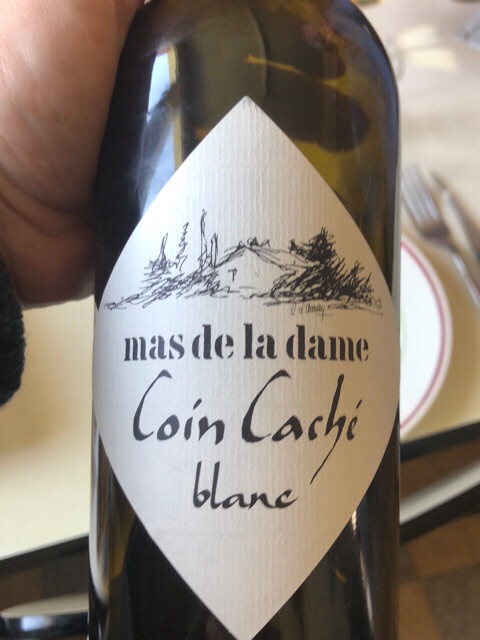 mas de la dame
Coin Caché
blanc